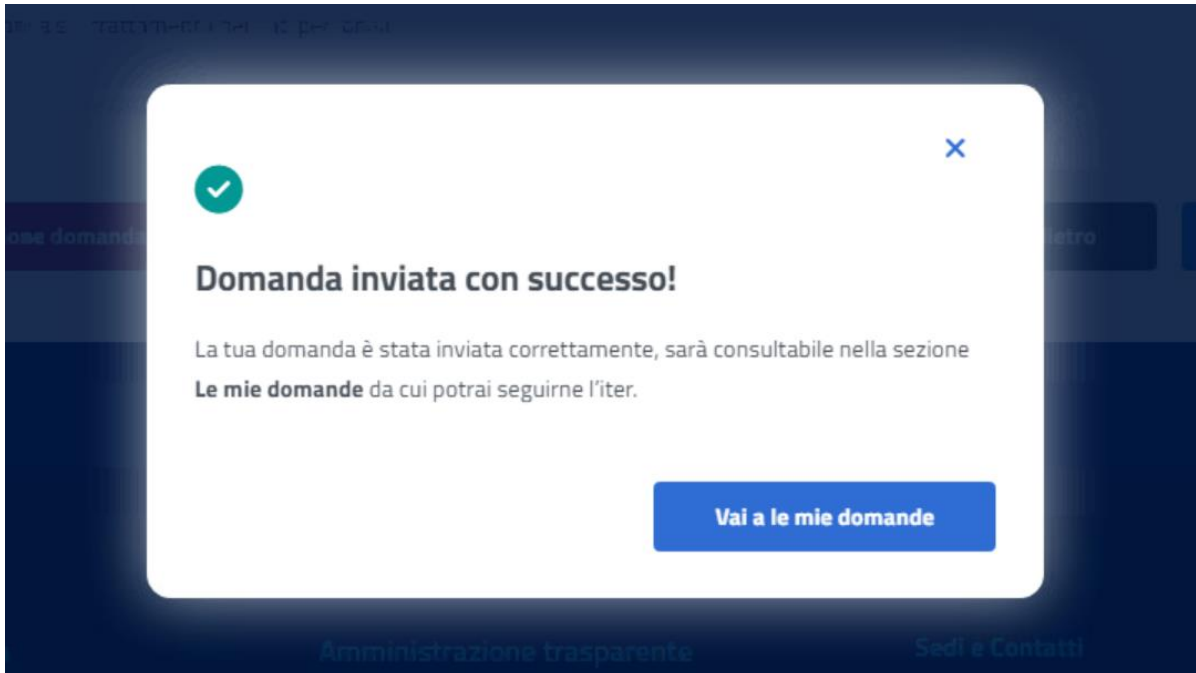 Domanda inviata con successo!
La tua domanda è stata inviata correttamente, sarà consultabile nella sezione
Le mie domande da cui potrai seguirne l'iter.
Vai a le mie domande
Amministrazione trasparente
Sedi e Contatti